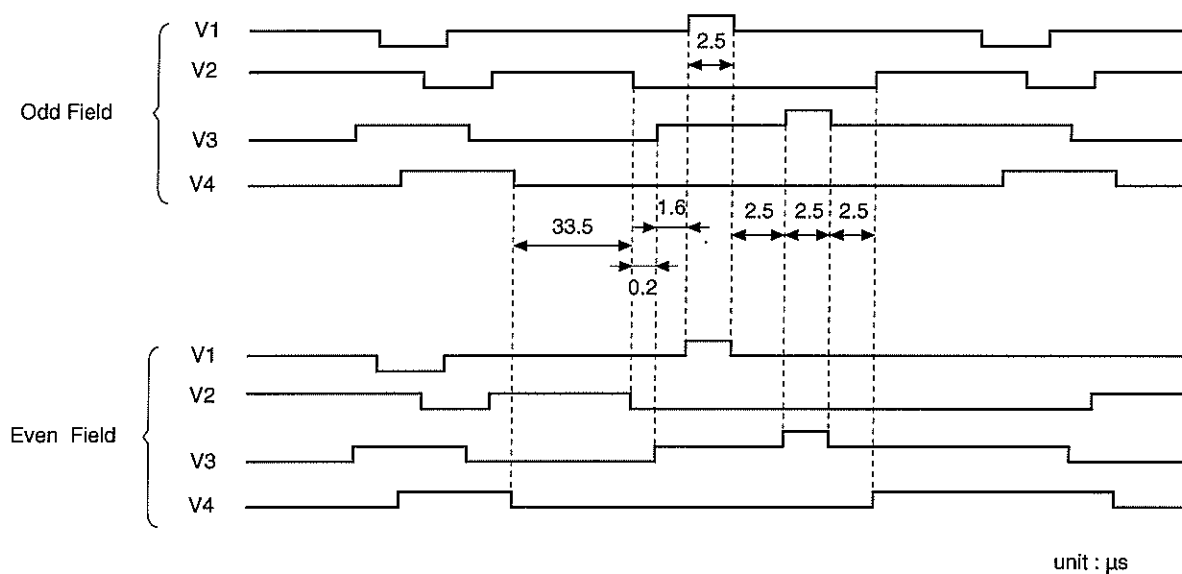 V1
2.5
V2
Odd Field
V3
V4
1.6
2.5 2.5 2.5
33.5
0.2
V1
V2
Even Field
V3
V4
unit : µs